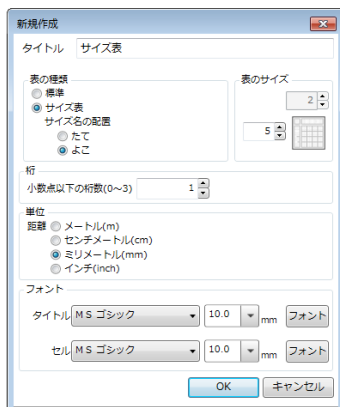 新規作成
タイトル サイズ表
表の種類
標準
サイズ表
サイズ名の配置
たて
よこ
表のサイズ
2
5
桁
小数点以下の桁数(0～3) 1
単位
距離 メートル(m)
センチメートル(cm)
ミリメートル(mm)
インチ(inch)
フォント
タイトル ＭＳ ゴシック 10.0 mm フォント
セル ＭＳ ゴシック 10.0 mm フォント
OK キャンセル